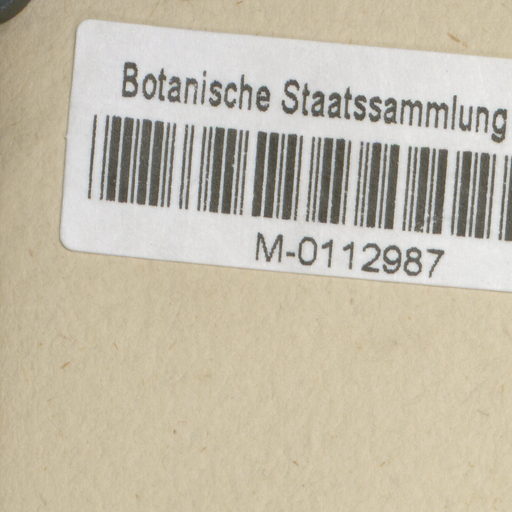 Botanische Staatssammlung
M-0112987